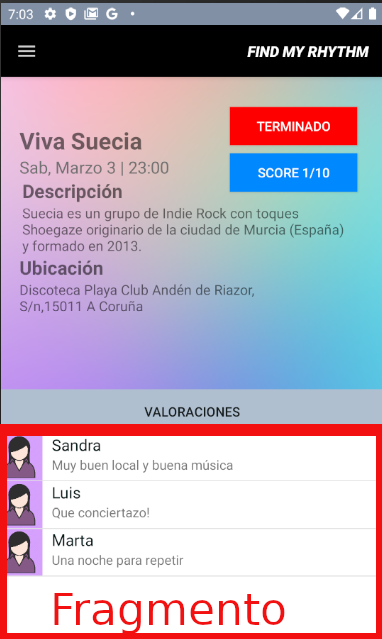 7:03
FIND MY RHYTHM
Viva Suecia
TERMINADO
Sab, Marzo 3 | 23:00
SCORE 1/10
Descripción
Suecia es un grupo de Indie Rock con toques
Shoegaze originario de la ciudad de Murcia (España)
y formado en 2013.
Ubicación
Discoteca Playa Club Andén de Riazor,
S/n,15011 A Coruña
VALORACIONES
Sandra
Muy buen local y buena música
Luis
Que conciertazo!
Marta
Una noche para repetir
Fragmento